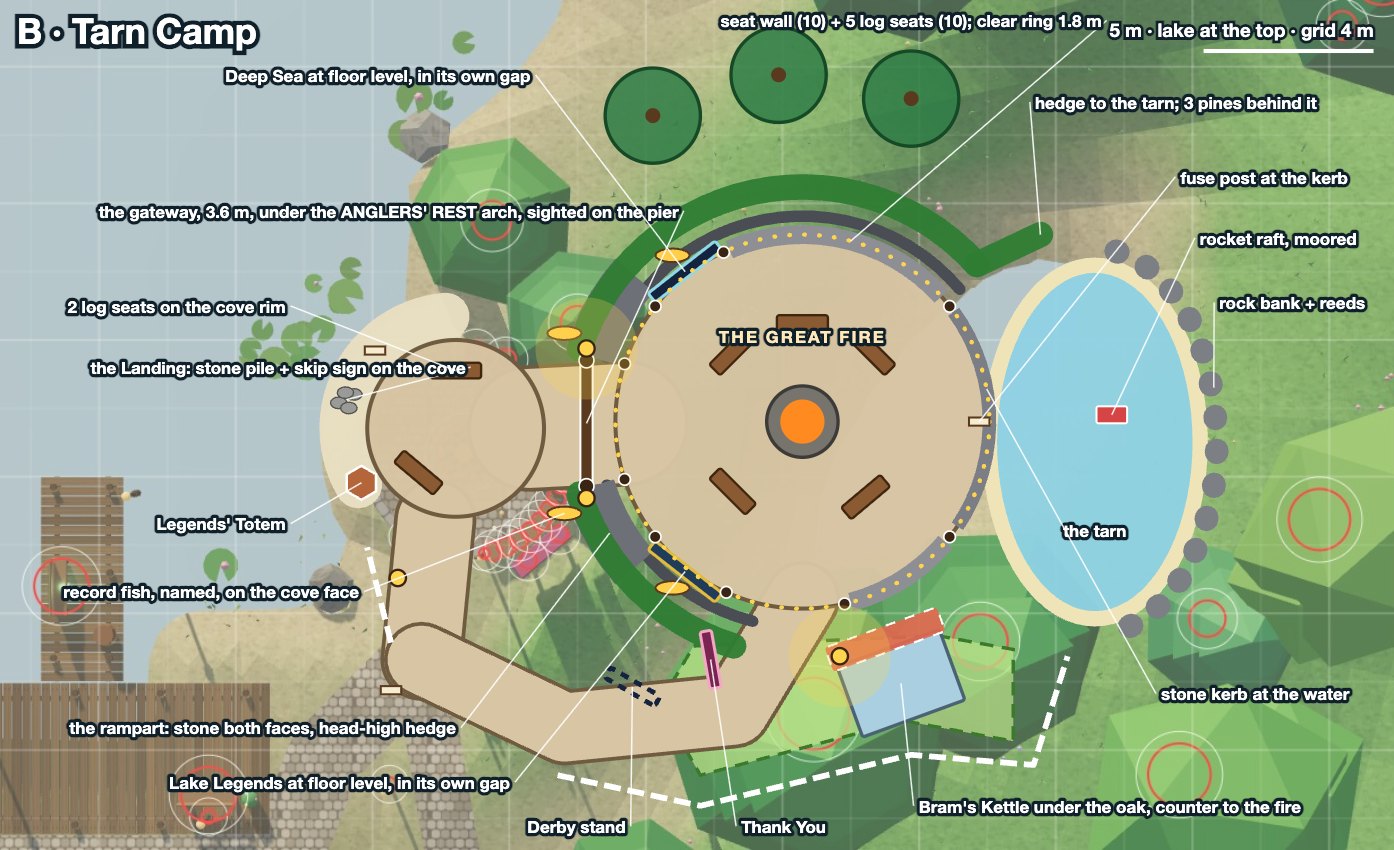 B · Tarn Camp
seat wall (10) + 5 log seats (10); clear ring 1.8 m
5 m · lake at the top · grid 4 m
Deep Sea at floor level, in its own gap
hedge to the tarn; 3 pines behind it
fuse post at the kerb
the gateway, 3.6 m, under the ANGLERS' REST arch, sighted on the pier
rocket raft, moored
2 log seats on the cove rim
rock bank + reeds
THE GREAT FIRE
the Landing: stone pile + skip sign on the cove
Legends' Totem
the tarn
record fish, named, on the cove face
stone kerb at the water
the rampart: stone both faces, head-high hedge
Lake Legends at floor level, in its own gap
Bram's Kettle under the oak, counter to the fire
Derby stand
Thank You